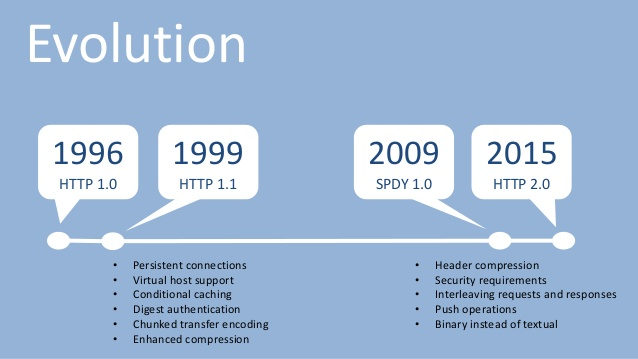 Evolution
1996
HTTP 1.0
1999
HTTP 1.1
2009
SPDY 1.0
2015
HTTP 2.0
• Persistent connections
• Virtual host support
• Conditional caching
• Digest authentication
• Chunked transfer encoding
• Enhanced compression
• Header compression
• Security requirements
• Interleaving requests and responses
• Push operations
• Binary instead of textual